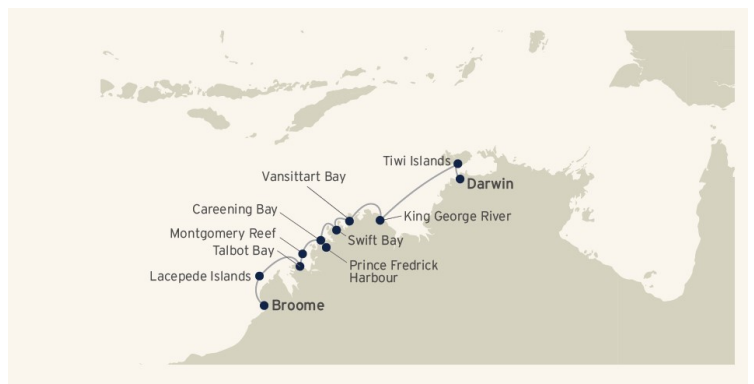 Tiwi Islands
Darwin
Vansittart Bay
King George River
Careening Bay
Swift Bay
Montgomery Reef
Talbot Bay
Prince Fredrick
Harbour
Lacepede Islands
Broome